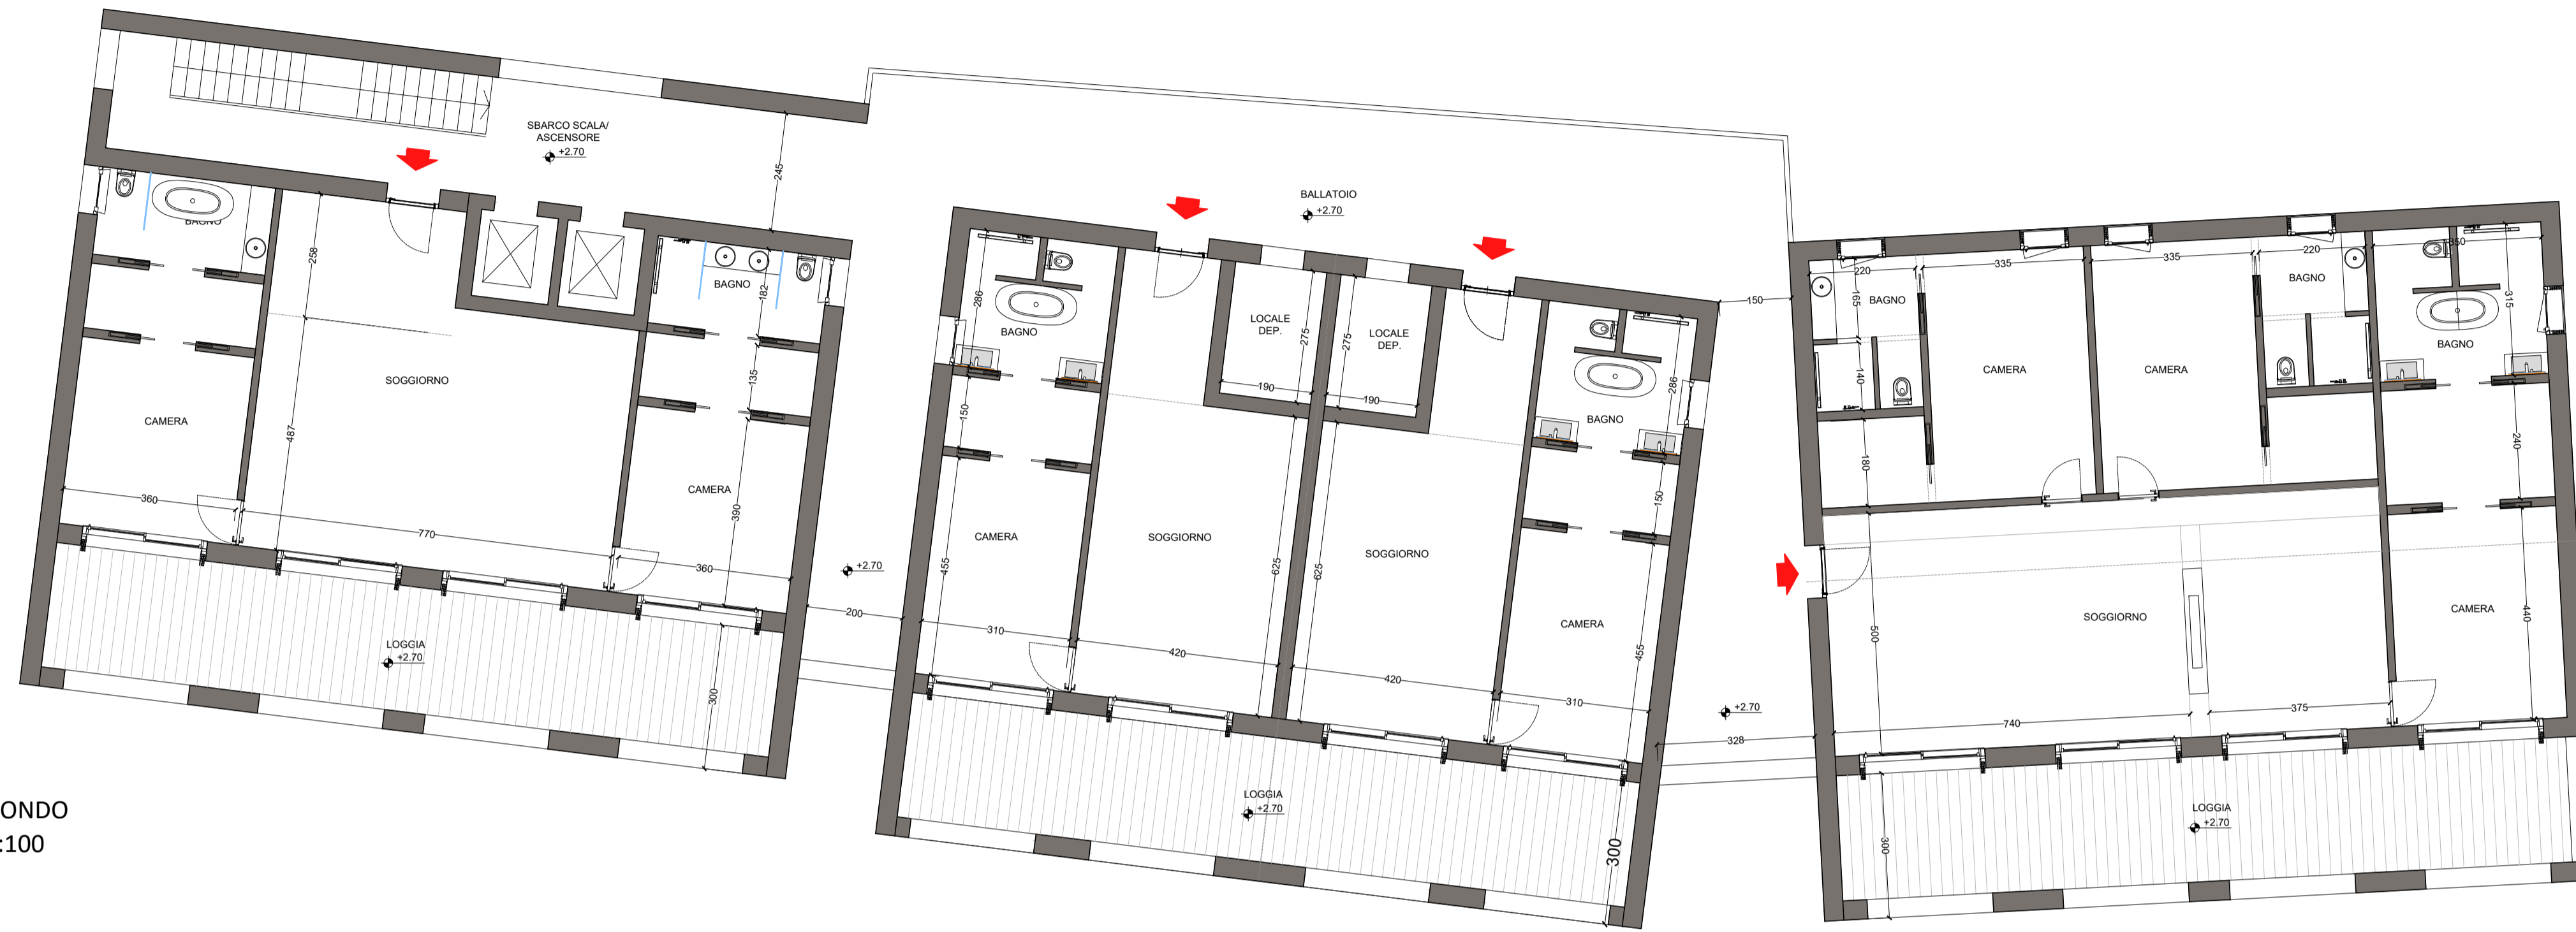 SBARCO SCALA/
ASCENSORE
+2.70
245
BAGNO
258
182
BAGNO
135
SOGGIORNO
CAMERA
487
CAMERA
390
360
770
360
LOGGIA
+2.70
300
+2.70
200
BALLATOIO
+2.70
150
286
BAGNO
LOCALE
DEP.
275
190
LOCALE
DEP.
275
190
286
BAGNO
150
150
CAMERA
SOGGIORNO
SOGGIORNO
CAMERA
455
625
625
455
310
420
420
310
LOGGIA
+2.70
300
+2.70
328
220
335
335
220
350
165
BAGNO
BAGNO
315
BAGNO
140
CAMERA
CAMERA
180
240
500
SOGGIORNO
CAMERA
440
740
375
LOGGIA
+2.70
300
ONDO
:100